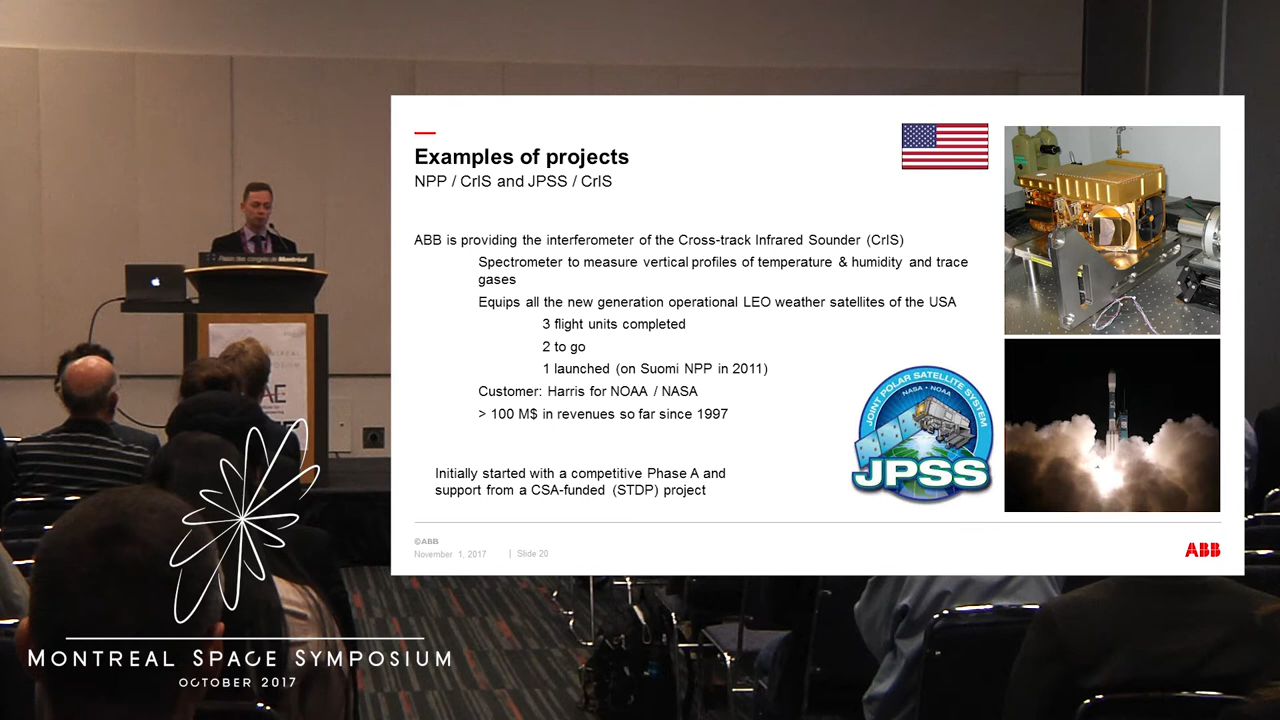 Examples of projects
NPP / CrIS and JPSS / CrIS
ABB is providing the interferometer of the Cross-track Infrared Sounder (CrIS)
Spectrometer to measure vertical profiles of temperature & humidity and trace
gases
Equips all the new generation operational LEO weather satellites of the USA
3 flight units completed
2 to go
1 launched (on Suomi NPP in 2011)
Customer: Harris for NOAA / NASA
> 100 M$ in revenues so far since 1997
Initially started with a competitive Phase A and
support from a CSA-funded (STDP) project
JOINT POLAR SATELLITE SYSTEM
NASA • NOAA
JPSS
©ABB
November 1, 2017 | Slide 20
ABB
Palais des congrès de Montréal
MONTREAL SPACE SYMPOSIUM
OCTOBER 2017